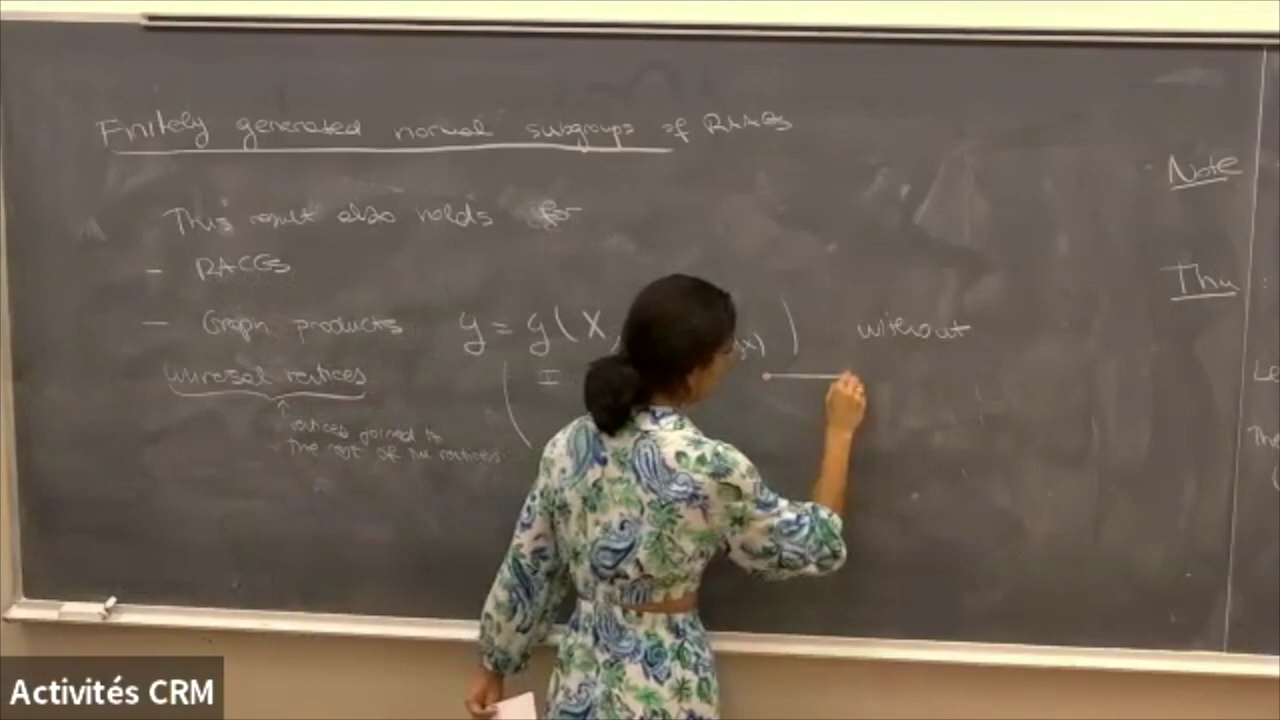 Finitely generated normal subgroups of RAAGs
This result also holds for
- RACGs
- Graph products y = g(X, x) ) without
universal vertices
( I
vertices joined to
the rest of the vertices
Note
Thm :
Le
Activités CRM